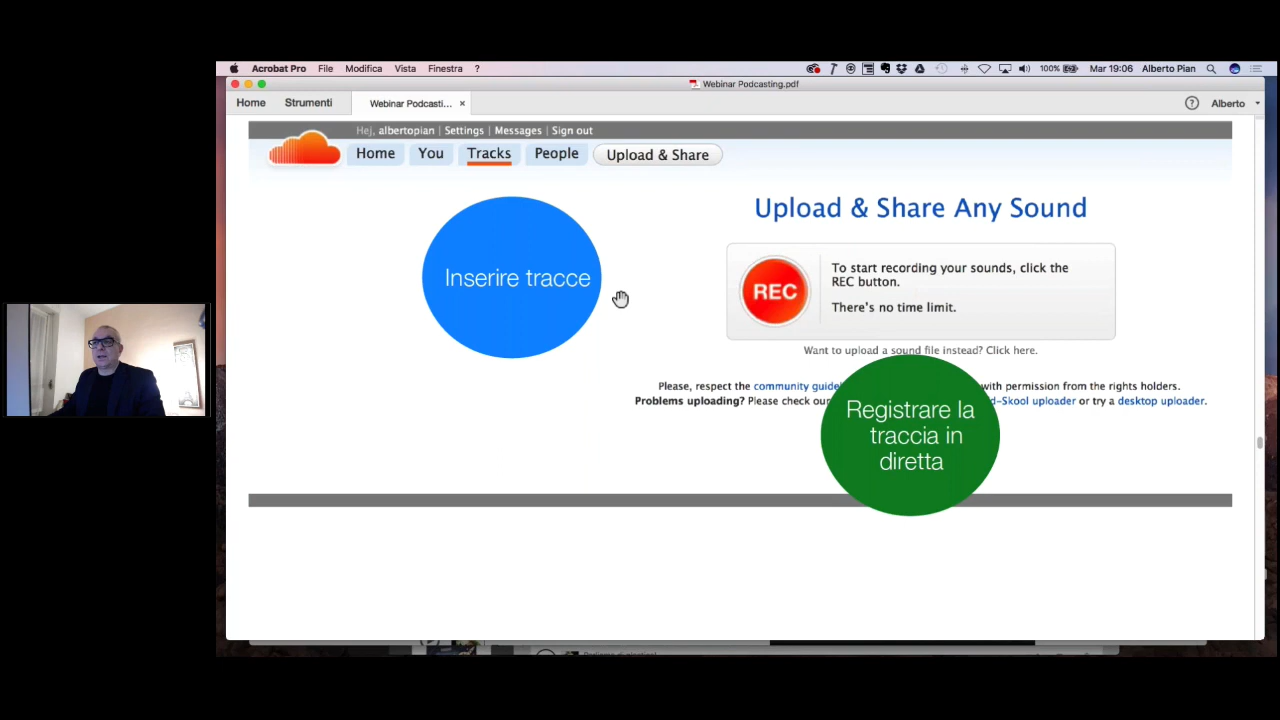 Acrobat Pro File Modifica Vista Finestra ? 100% Mar 19:06 Alberto Pian
Webinar Podcasting.pdf
Home Strumenti Webinar Podcasti... × ? Alberto
Hej, albertopian | Settings | Messages | Sign out
Home You Tracks People Upload & Share
Upload & Share Any Sound
Inserire tracce
REC
To start recording your sounds, click the
REC button.
There's no time limit.
Want to upload a sound file instead? Click here.
Please, respect the community guide with permission from the rights holders.
Problems uploading? Please check our d-Skool uploader or try a desktop uploader.
Registrare la
traccia in
diretta